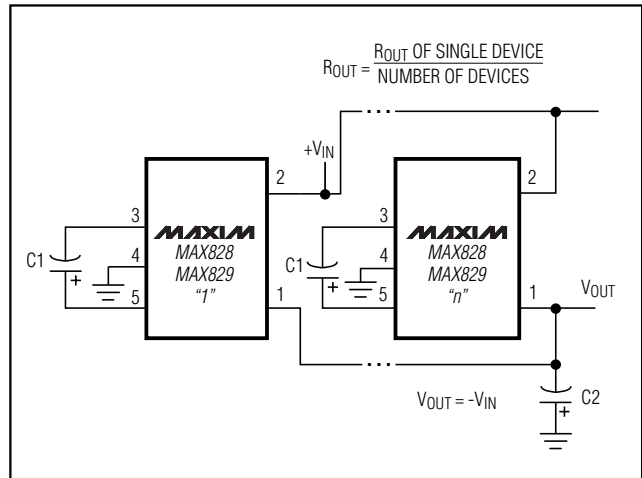 ROUT = ROUT OF SINGLE DEVICE
NUMBER OF DEVICES
...
+VIN
2
2
3
3
MAXIM
MAXIM
C1
4
MAX828
C1
4
MAX828
MAX829
MAX829
+
5
"1"
1
+
5
"n"
1
VOUT
...
VOUT = -VIN
C2
+